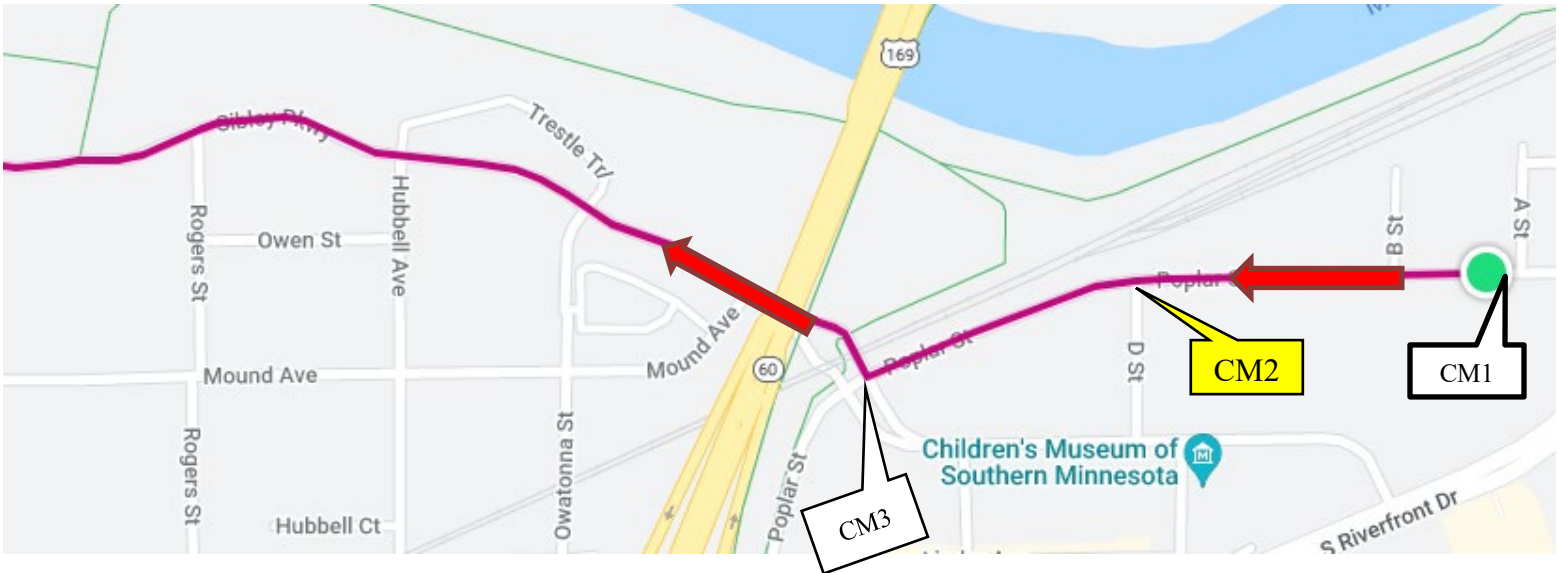 169
Sibley Pkwy
Trestle Trl
A St
B St
Hubbell Ave
Rogers St
Owen St
Poplar St
Mound Ave
60
Poplar St
CM2
CM1
D St
Mound Ave
Owatonna St
Children's Museum of
Southern Minnesota
Rogers St
Poplar St
CM3
Hubbell Ct
S Riverfront Dr